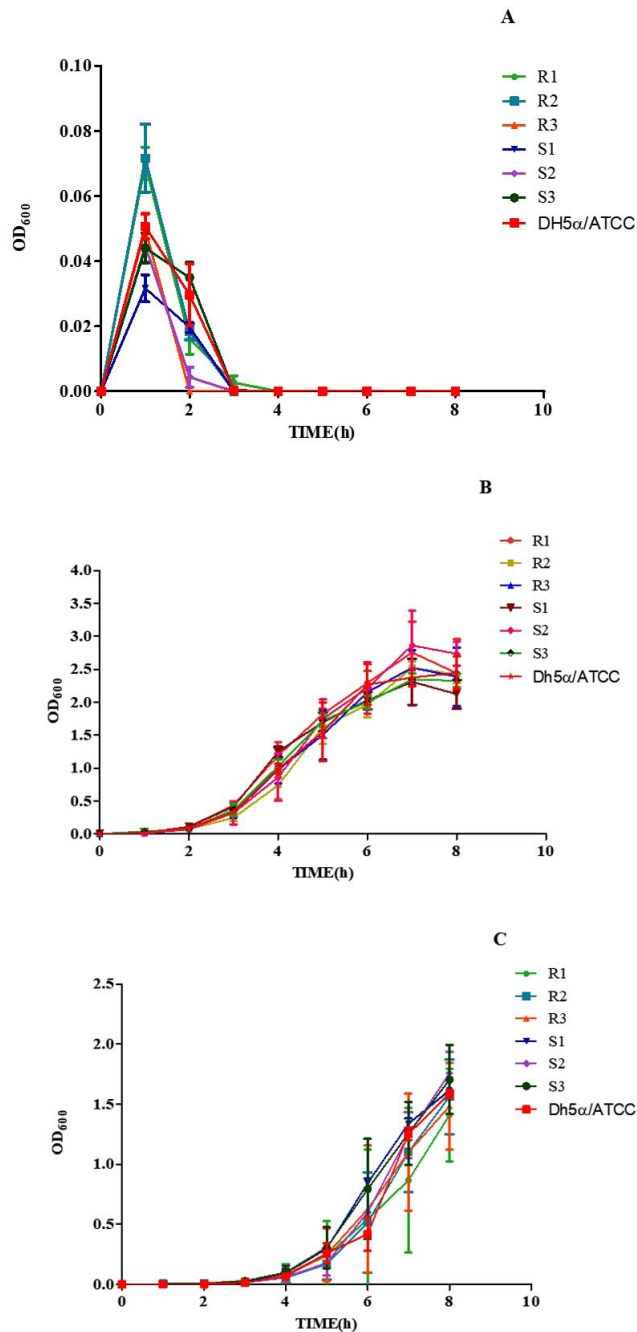 A
0.10
0.08
0.06
0.04
0.02
0.00
OD600
0 2 4 6 8 10
TIME(h)
R1
R2
R3
S1
S2
S3
DH5α/ATCC
B
4.0
3.5
3.0
2.5
2.0
1.5
1.0
0.5
0.0
OD600
0 2 4 6 8 10
TIME(h)
R1
R2
R3
S1
S2
S3
Dh5α/ATCC
C
2.5
2.0
1.5
1.0
0.5
0.0
OD600
0 2 4 6 8 10
TIME(h)
R1
R2
R3
S1
S2
S3
Dh5α/ATCC